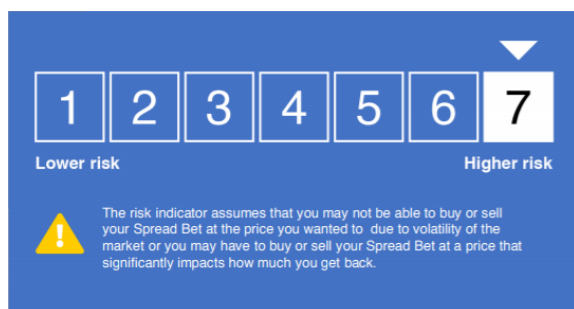 1 2 3 4 5 6 7
Lower risk Higher risk
The risk indicator assumes that you may not be able to buy or sell
your Spread Bet at the price you wanted to due to volatility of the
market or you may have to buy or sell your Spread Bet at a price that
significantly impacts how much you get back.